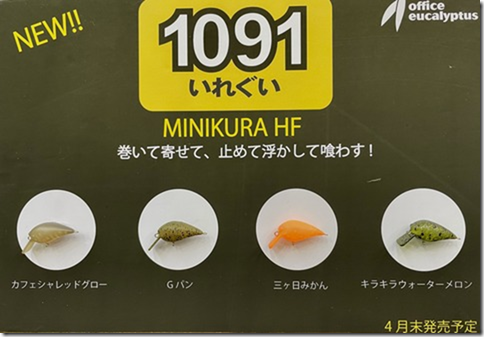 NEW!!
office
eucalyptus
1091
いれぐい
MINIKURA HF
巻いて寄せて、止めて浮かして喰わす!
カフェシャレッドグロー
Gパン
三ヶ日みかん
キラキラウォーターメロン
4月末発売予定